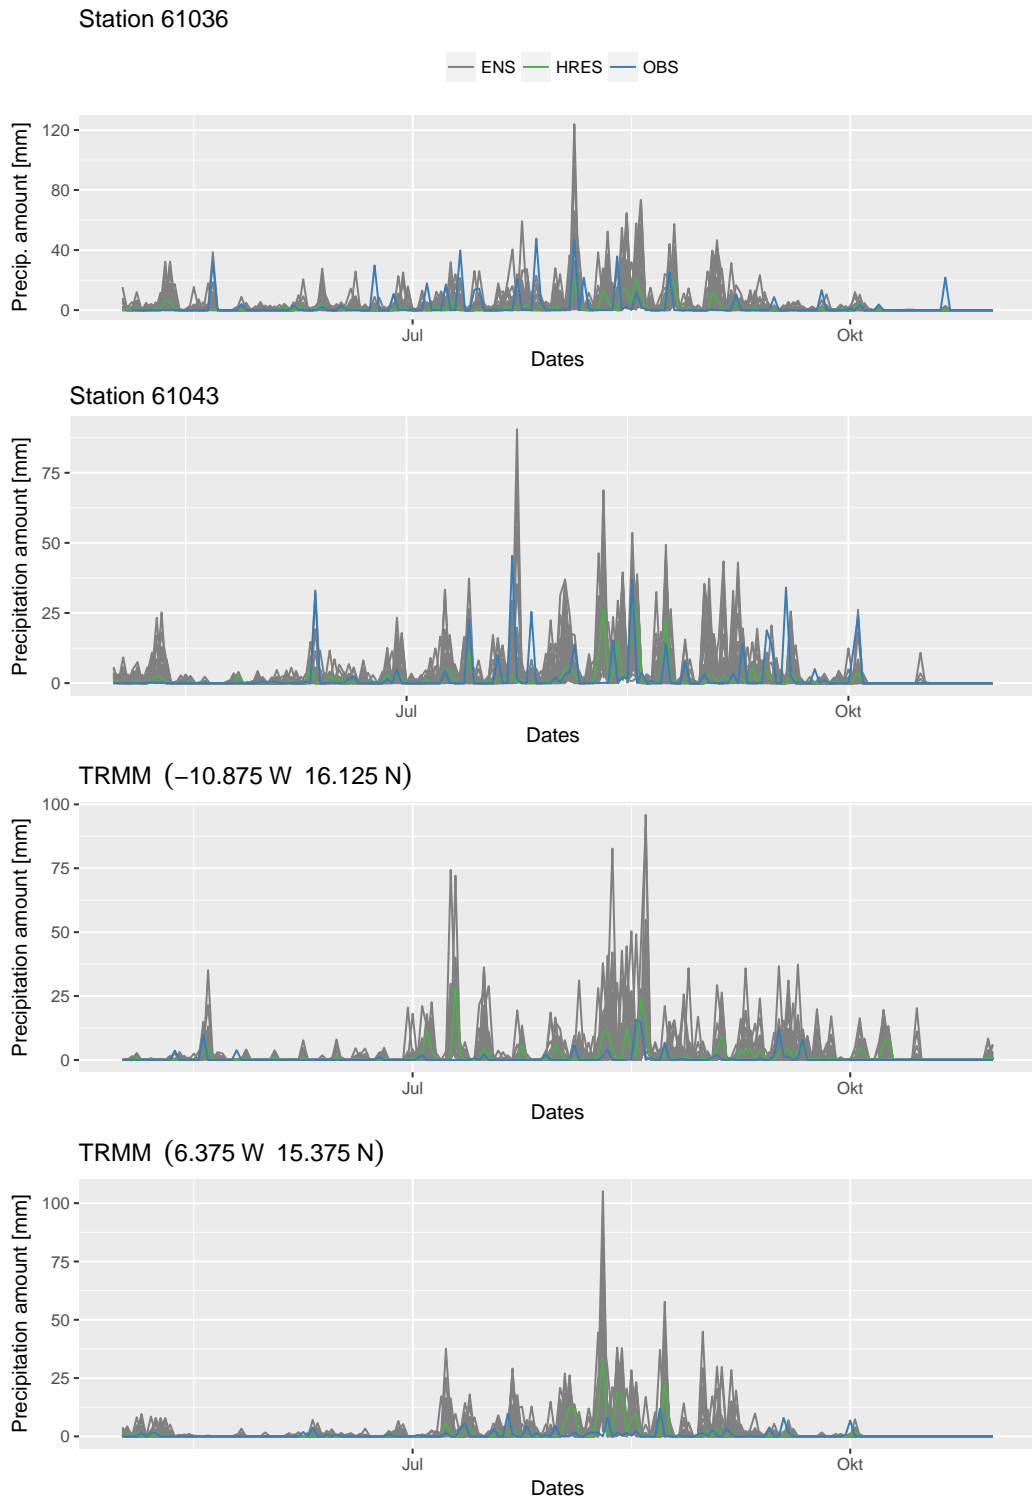 Station 61036
ENS HRES OBS
Precip. amount [mm]
120
80
40
0
Jul Okt
Dates
Station 61043
Precipitation amount [mm]
75
50
25
0
Jul Okt
Dates
TRMM (−10.875 W 16.125 N)
Precipitation amount [mm]
100
75
50
25
0
Jul Okt
Dates
TRMM (6.375 W 15.375 N)
Precipitation amount [mm]
100
75
50
25
0
Jul Okt
Dates